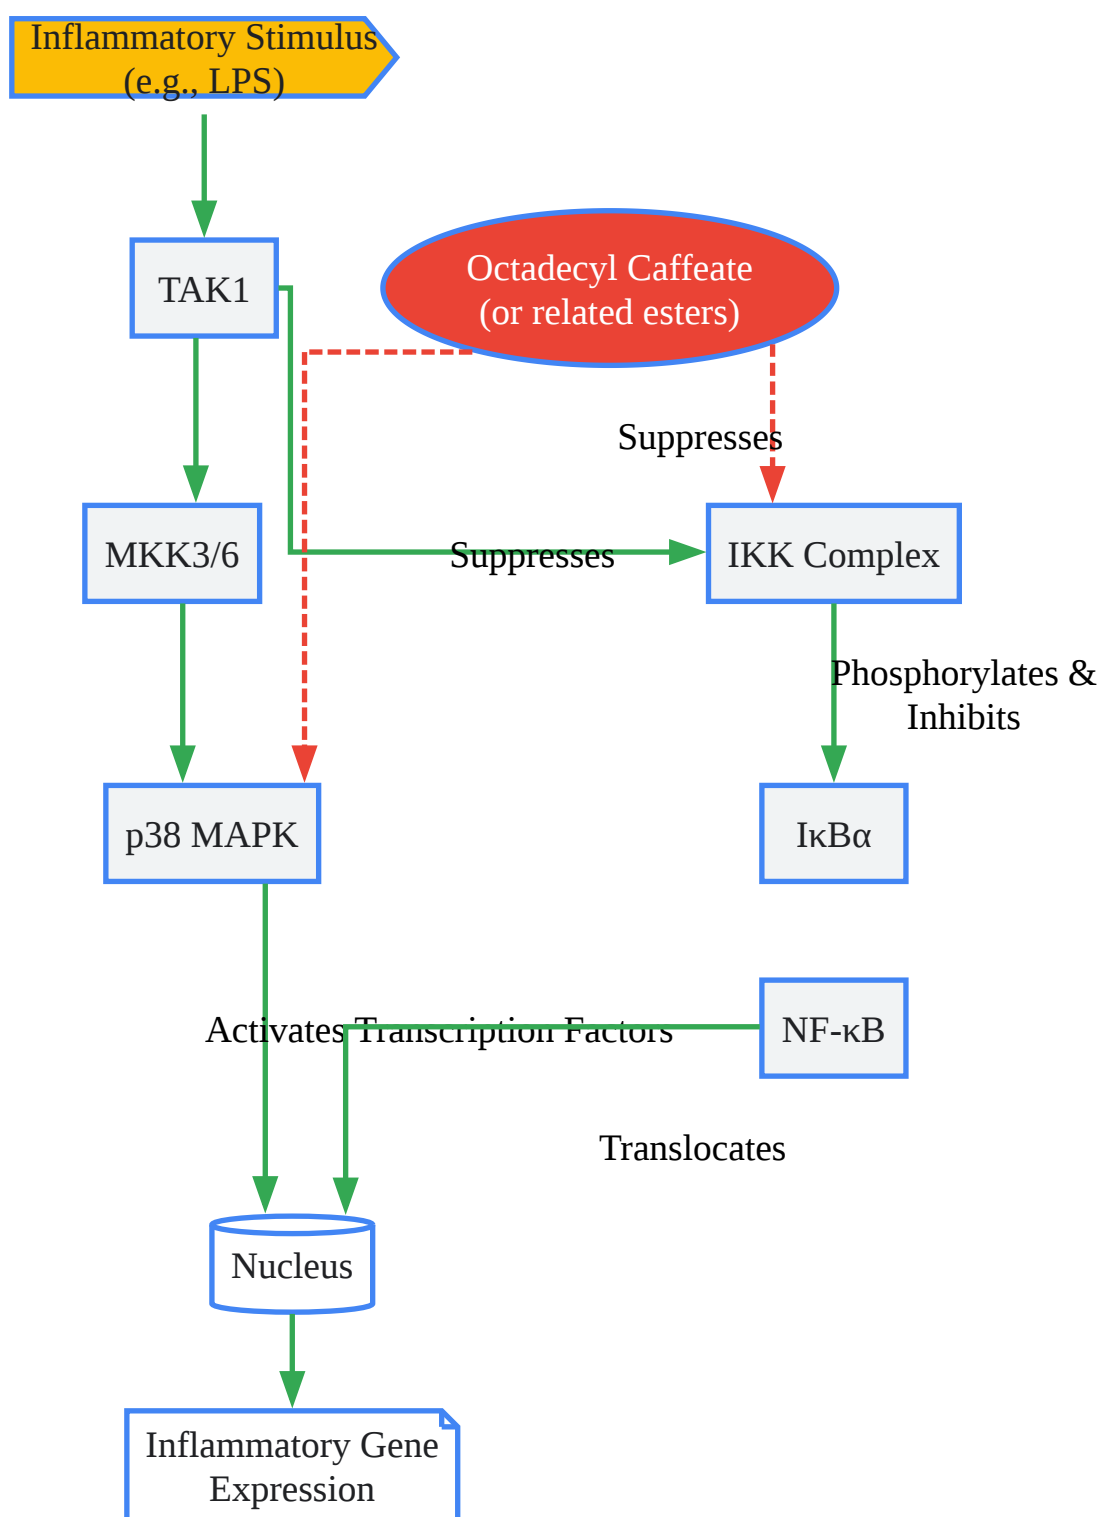 Inflammatory Stimulus
(e.g., LPS)
Octadecyl Caffeate
(or related esters)
TAK1
Suppresses
MKK3/6
Suppresses
IKK Complex
Phosphorylates &
Inhibits
p38 MAPK
IκBα
Activates Transcription Factors
NF-κB
Translocates
Nucleus
Inflammatory Gene
Expression